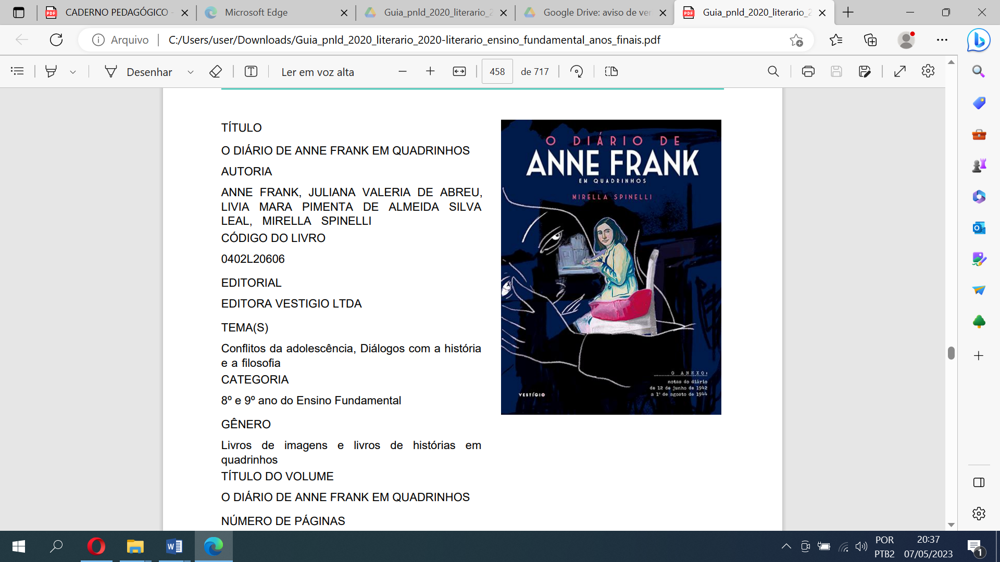 CADERNO PEDAGÓGICO
Microsoft Edge
Guia_pnld_2020_literario_2
Google Drive: aviso de ver
Guia_pnld_2020_literario_2
Arquivo
C:/Users/user/Downloads/Guia_pnld_2020_literario_2020-literario_ensino_fundamental_anos_finais.pdf
Desenhar
Ler em voz alta
458
de 717
TÍTULO
O DIÁRIO DE ANNE FRANK EM QUADRINHOS
AUTORIA
ANNE FRANK, JULIANA VALERIA DE ABREU,
LIVIA MARA PIMENTA DE ALMEIDA SILVA
LEAL, MIRELLA SPINELLI
CÓDIGO DO LIVRO
0402L20606
EDITORIAL
EDITORA VESTIGIO LTDA
TEMA(S)
Conflitos da adolescência, Diálogos com a história
e a filosofia
CATEGORIA
8º e 9º ano do Ensino Fundamental
GÊNERO
Livros de imagens e livros de histórias em
quadrinhos
TÍTULO DO VOLUME
O DIÁRIO DE ANNE FRANK EM QUADRINHOS
NÚMERO DE PÁGINAS
O DIÁRIO DE
ANNE FRANK
EM QUADRINHOS
MIRELLA SPINELLI
O ANEXO:
notas do diário
de 12 de junho de 1942
a 1º de agosto de 1944
VESTÍGIO
POR
PTB2
20:37
07/05/2023
1